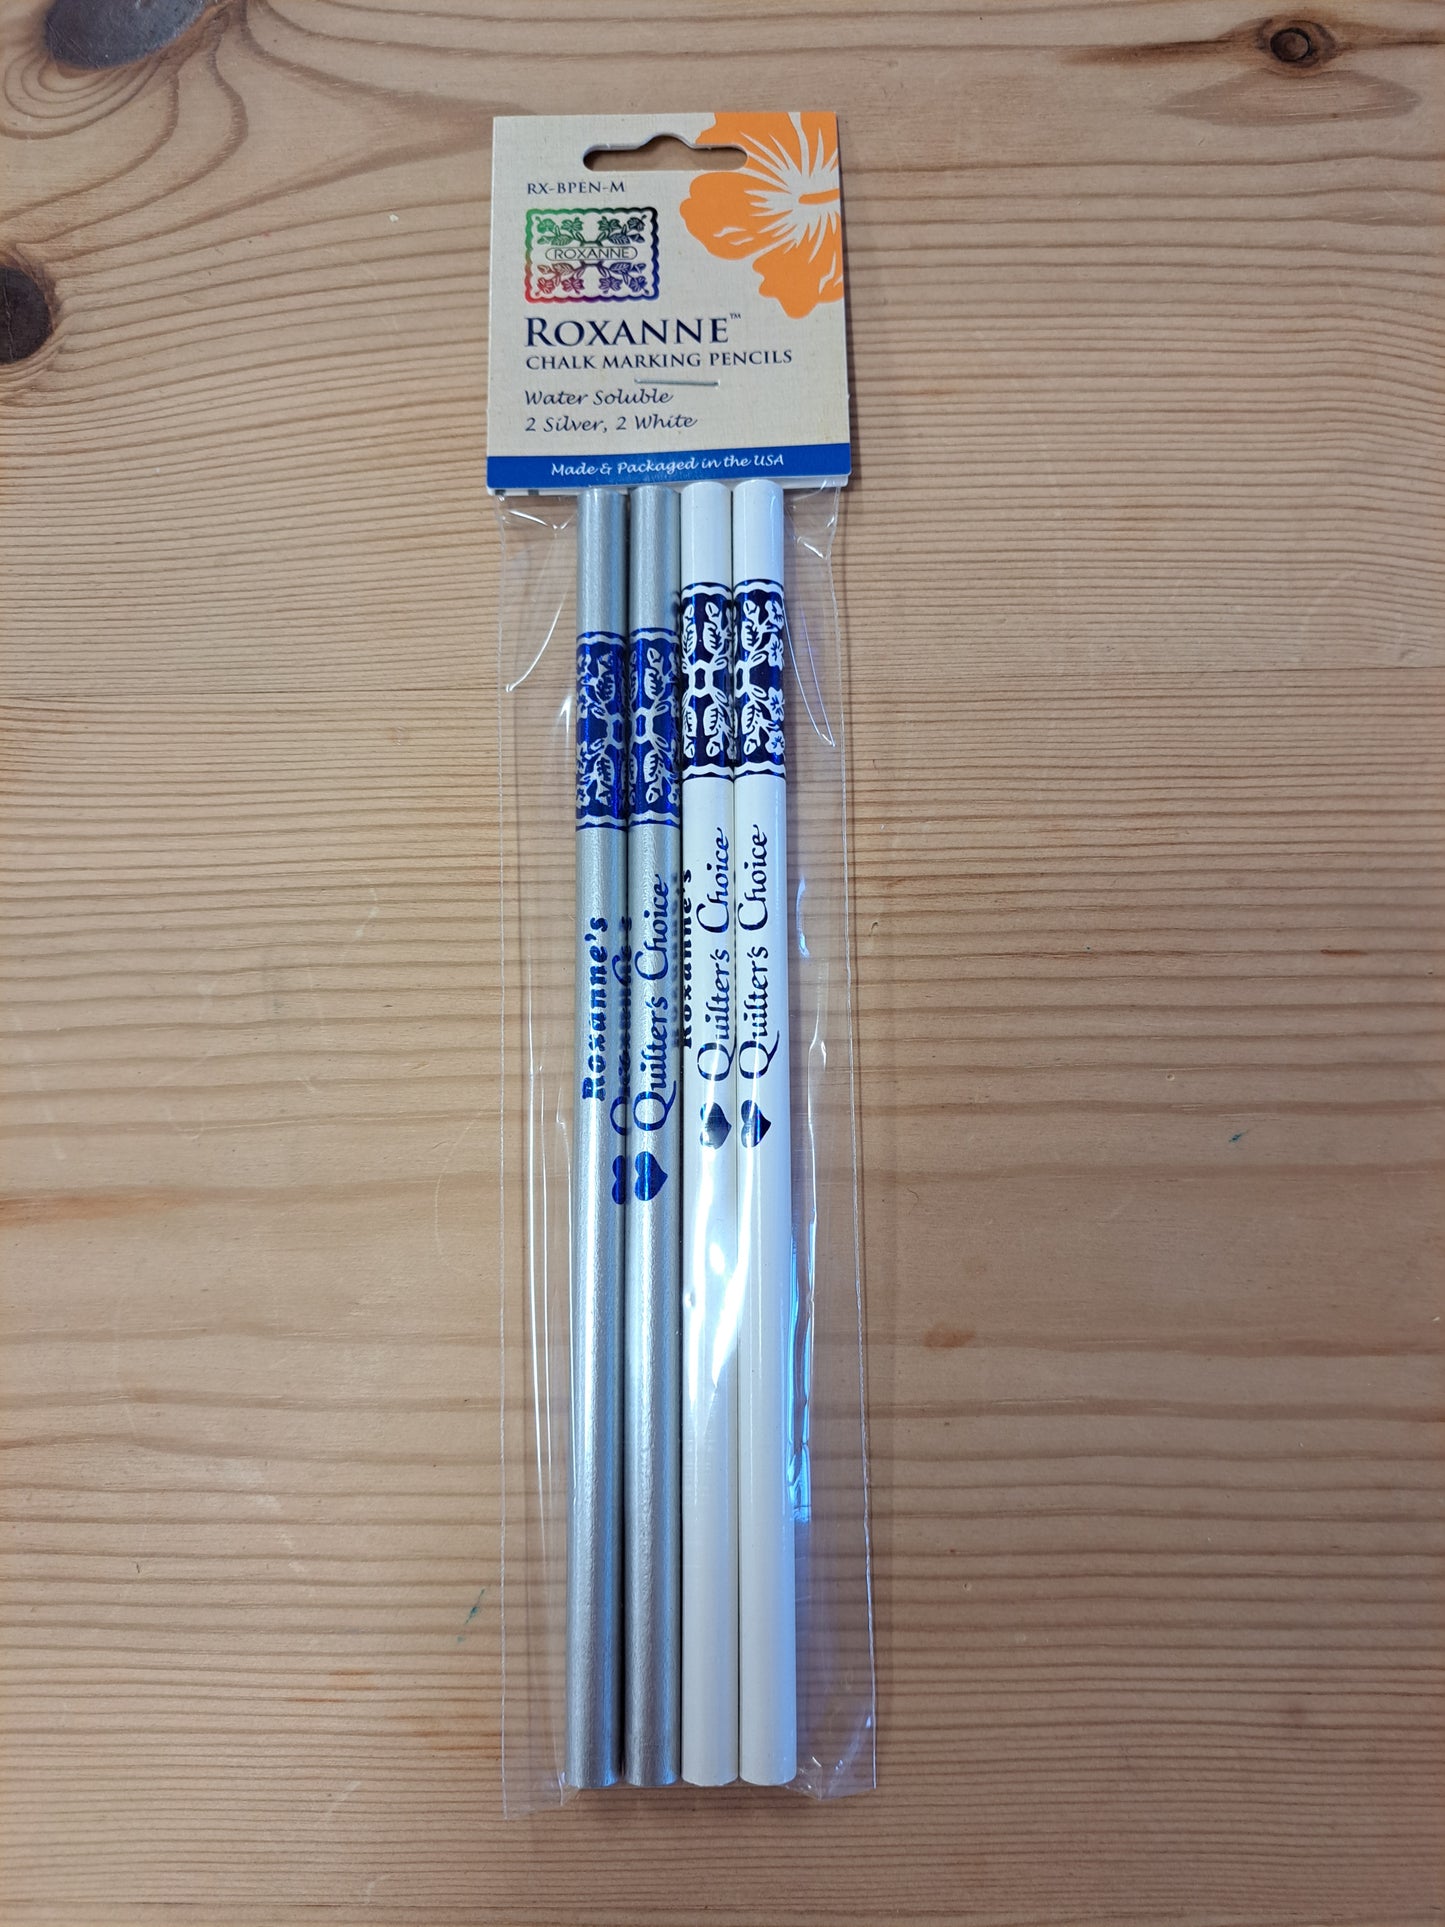 RX-BPEN-M
ROXANNE
ROXANNE™
CHALK MARKING PENCILS
Water Soluble
2 Silver, 2 White
Made & Packaged in the USA
Roxanne's
Quilter's Choice
Roxanne's
Quilter's Choice
Quilter's Choice